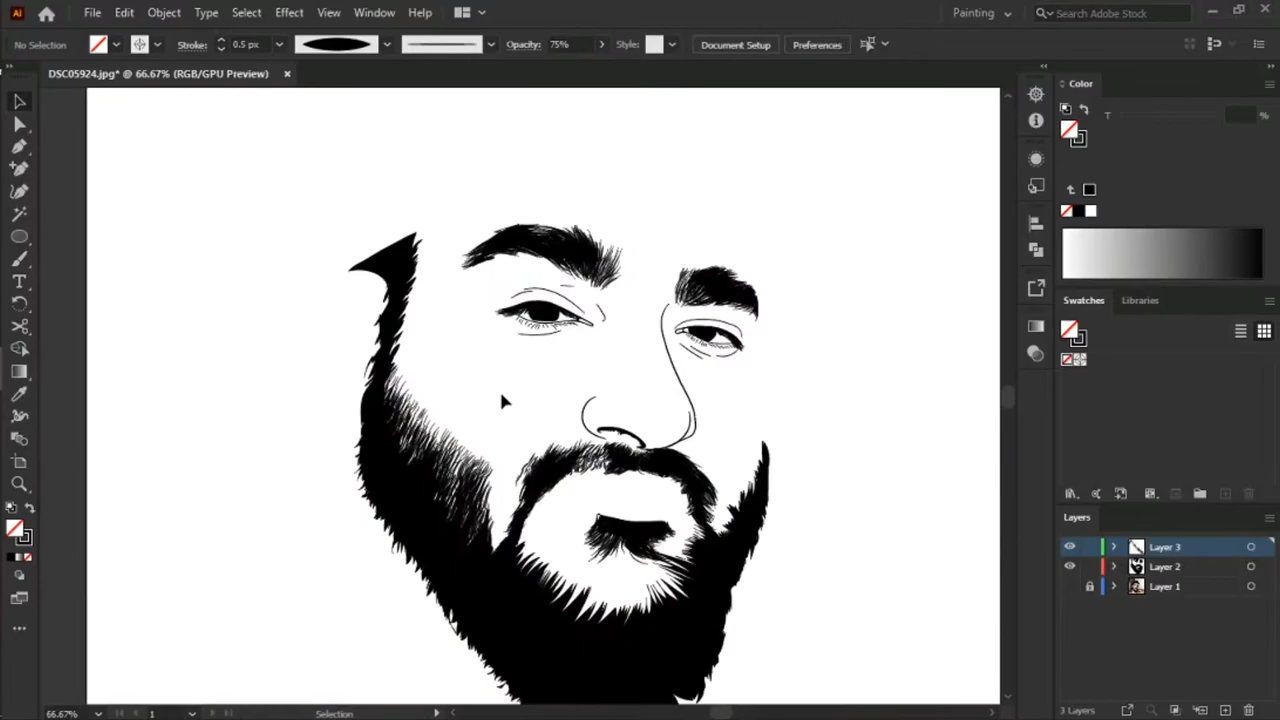 Ai File Edit Object Type Select Effect View Window Help Painting Search Adobe Stock
No Selection Stroke: 0.5 px Opacity: 75% Style: Document Setup Preferences
DSC05924.jpg* @ 66.67% (RGB/GPU Preview)
Color
T %
Swatches Libraries
Layers
Layer 3
Layer 2
Layer 1
66.67% 1 Selection 3 Layers